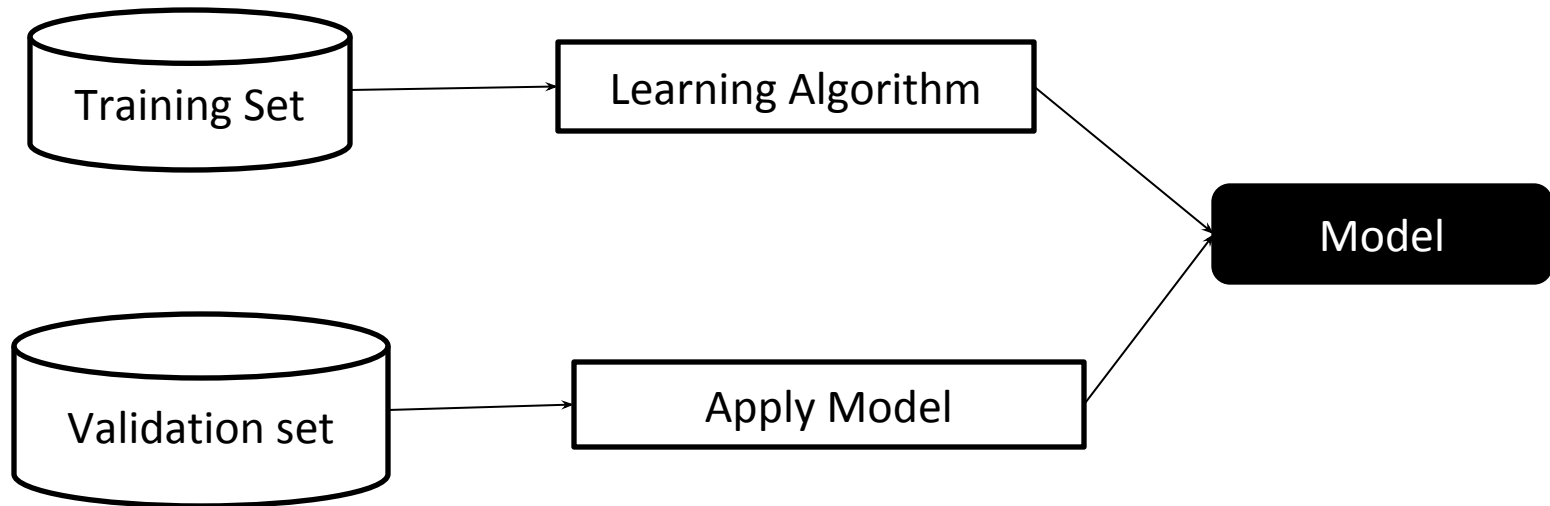 Training Set
Learning Algorithm
Model
Validation set
Apply Model